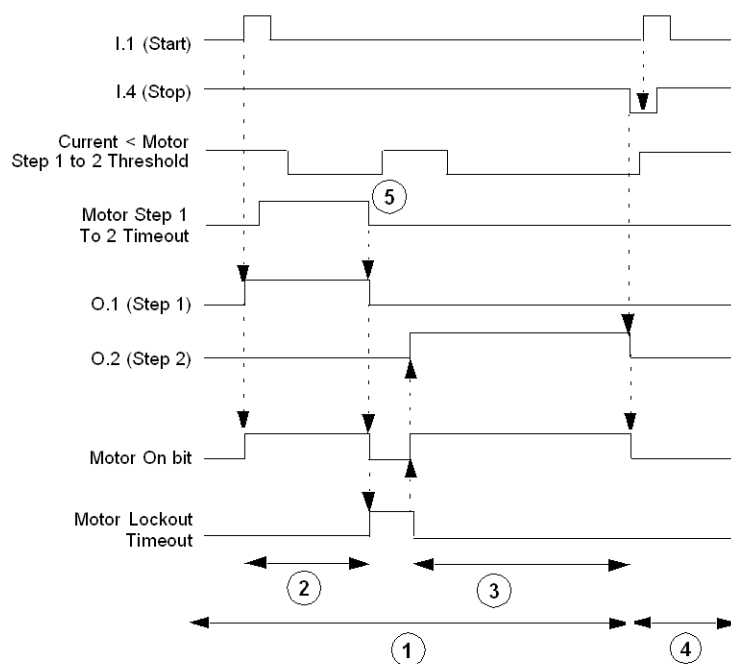 I.1 (Start)
I.4 (Stop)
Current < Motor
Step 1 to 2 Threshold
5
Motor Step 1
To 2 Timeout
O.1 (Step 1)
O.2 (Step 2)
Motor On bit
Motor Lockout
Timeout
2
3
1
4